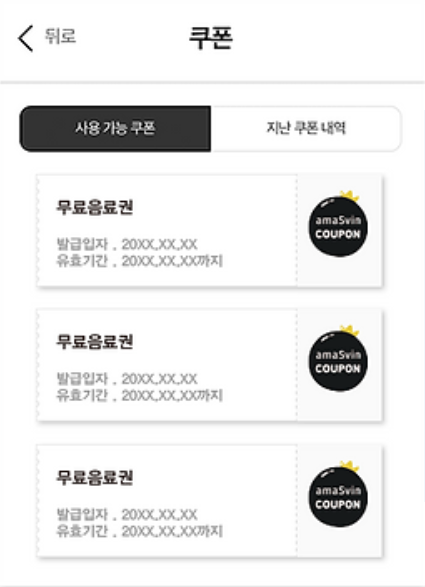 뒤로
쿠폰
사용 가능 쿠폰
지난 쿠폰 내역
무료음료권
발급입자 . 20XX.XX.XX
유효기간 . 20XX.XX.XX까지
amaSvin
COUPON
무료음료권
발급입자 . 20XX.XX.XX
유효기간 . 20XX.XX.XX까지
amaSvin
COUPON
무료음료권
발급입자 . 20XX.XX.XX
유효기간 . 20XX.XX.XX까지
amaSvin
COUPON